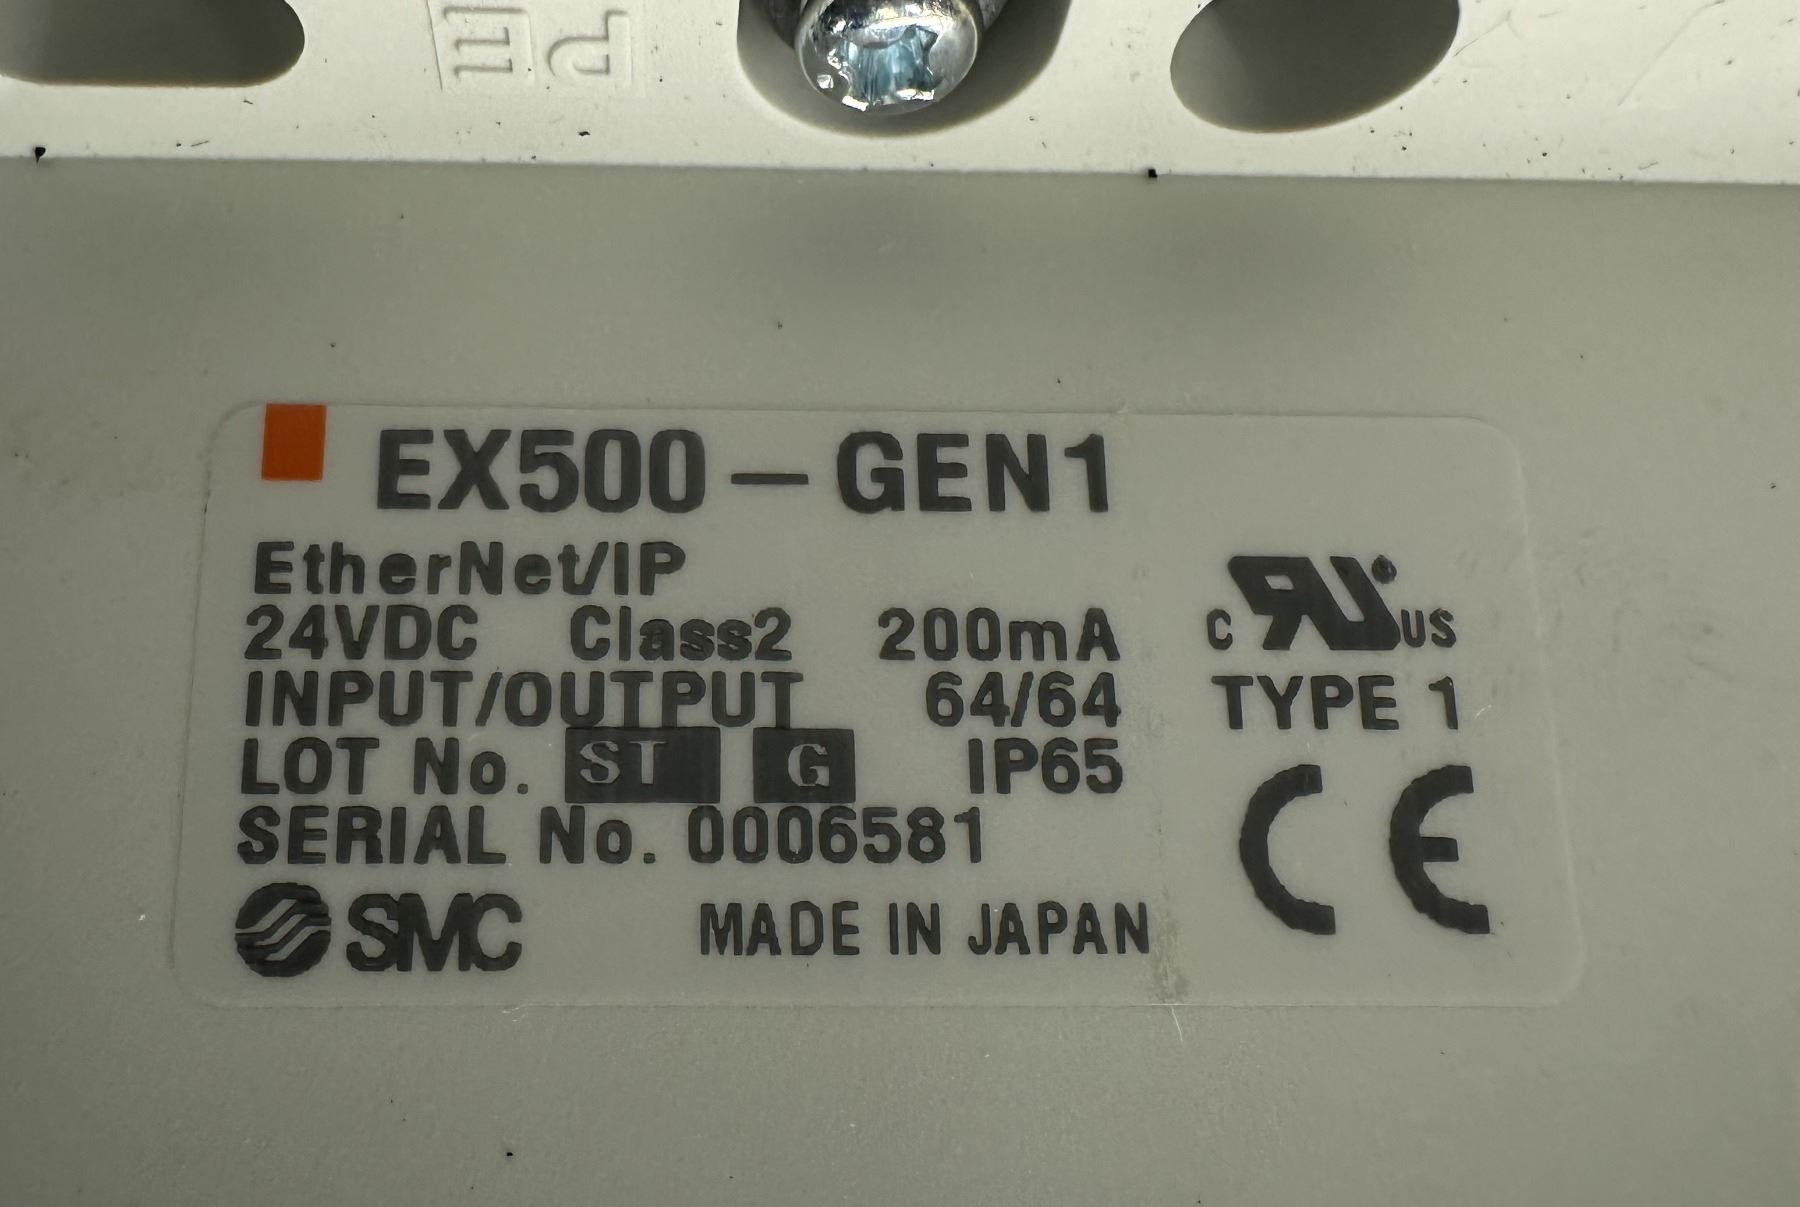 EX500-GEN1
EtherNet/IP
24VDC Class2 200mA
INPUT/OUTPUT 64/64
LOT No. ST G IP65
SERIAL No. 0006581
SMC MADE IN JAPAN
c RU US
TYPE 1
CE